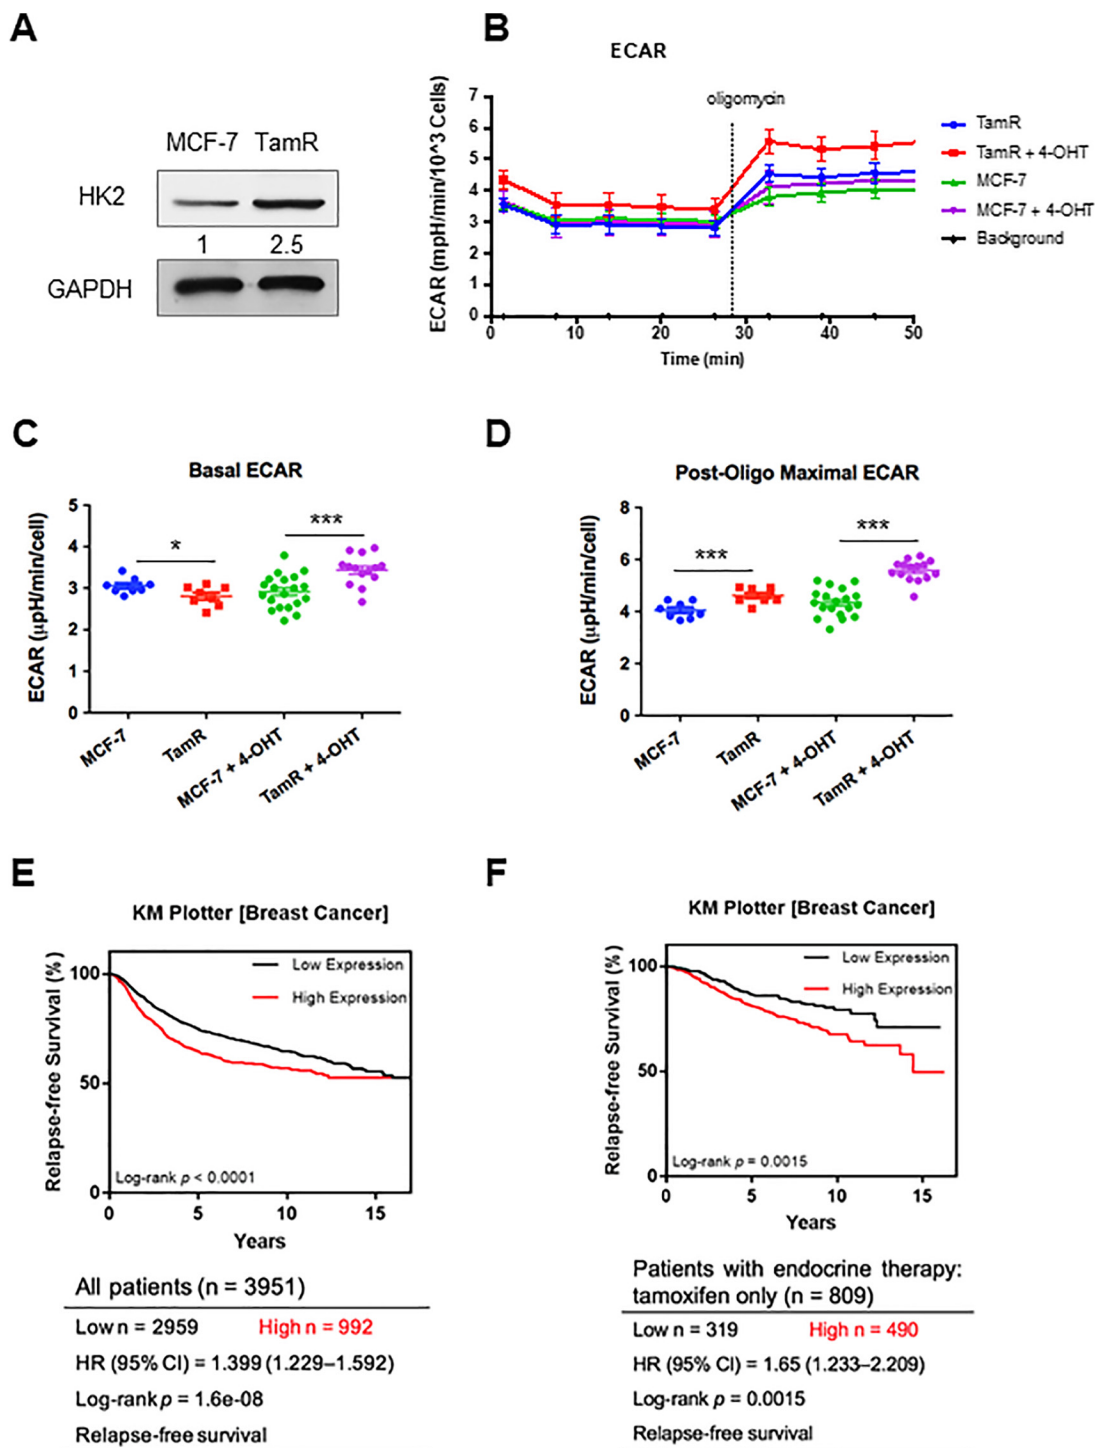 A
MCF-7 TamR
HK2
1 2.5
GAPDH
B
ECAR
oligomycin
ECAR (mpH/min/10^3 Cells)
7
6
5
4
3
2
1
0
0 10 20 30 40 50
Time (min)
TamR
TamR + 4-OHT
MCF-7
MCF-7 + 4-OHT
Background
C
Basal ECAR
ECAR (µpH/min/cell)
5
4
3
2
1
0
* ***
MCF-7
TamR
MCF-7 + 4-OHT
TamR + 4-OHT
D
Post-Oligo Maximal ECAR
ECAR (µpH/min/cell)
8
6
4
2
0
*** ***
MCF-7
TamR
MCF-7 + 4-OHT
TamR + 4-OHT
E
KM Plotter [Breast Cancer]
Relapse-free Survival (%)
100
50
0
Low Expression
High Expression
Log-rank p < 0.0001
0 5 10 15
Years
All patients (n = 3951)
Low n = 2959 High n = 992
HR (95% CI) = 1.399 (1.229–1.592)
Log-rank p = 1.6e-08
Relapse-free survival
F
KM Plotter [Breast Cancer]
Relapse-free Survival (%)
100
50
0
Low Expression
High Expression
Log-rank p = 0.0015
0 5 10 15
Years
Patients with endocrine therapy:
tamoxifen only (n = 809)
Low n = 319 High n = 490
HR (95% CI) = 1.65 (1.233–2.209)
Log-rank p = 0.0015
Relapse-free survival